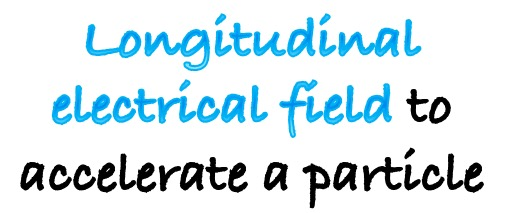 Longitudinal
electrical field to
accelerate a particle